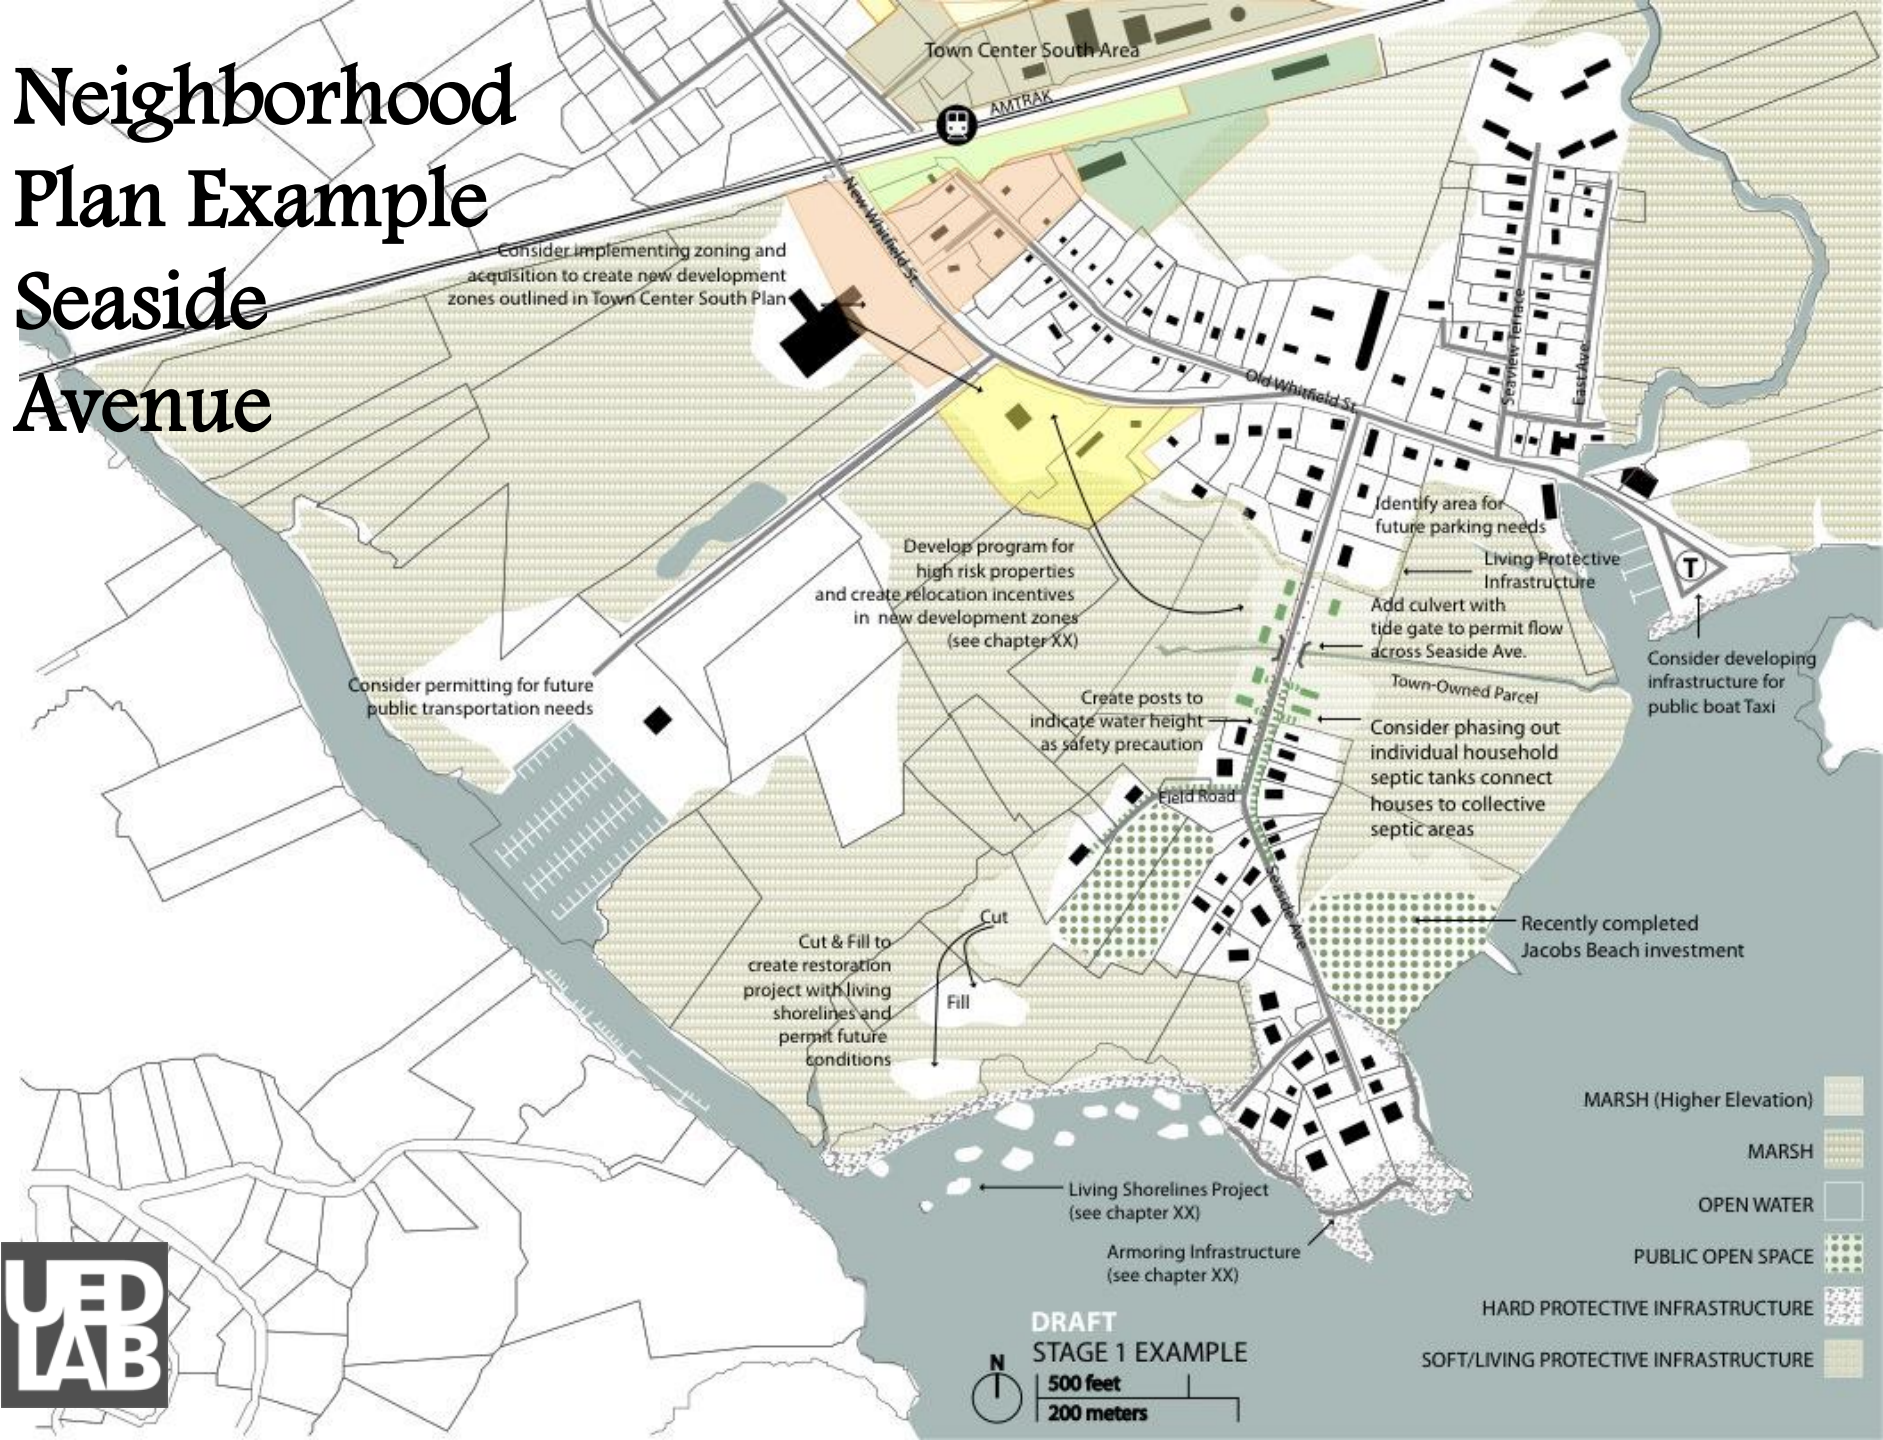 Neighborhood
Plan Example
Seaside
Avenue
Town Center South Area
AMTRAK
New Whitfield St.
Consider implementing zoning and
acquisition to create new development
zones outlined in Town Center South Plan
Old Whitfield St.
Seaview Terrace
East Ave
Identify area for
future parking needs
Living Protective
Infrastructure
T
Develop program for
high risk properties
and create relocation incentives
in new development zones
(see chapter XX)
Add culvert with
tide gate to permit flow
across Seaside Ave.
Consider developing
infrastructure for
public boat Taxi
Town-Owned Parcel
Consider permitting for future
public transportation needs
Create posts to
indicate water height
as safety precaution
Consider phasing out
individual household
septic tanks connect
houses to collective
septic areas
Field Road
Seaside Ave
Recently completed
Jacobs Beach investment
Cut
Fill
Cut & Fill to
create restoration
project with living
shorelines and
permit future
conditions
Living Shorelines Project
(see chapter XX)
Armoring Infrastructure
(see chapter XX)
MARSH (Higher Elevation)
MARSH
OPEN WATER
PUBLIC OPEN SPACE
HARD PROTECTIVE INFRASTRUCTURE
SOFT/LIVING PROTECTIVE INFRASTRUCTURE
DRAFT
STAGE 1 EXAMPLE
N
500 feet
200 meters
UED
LAB